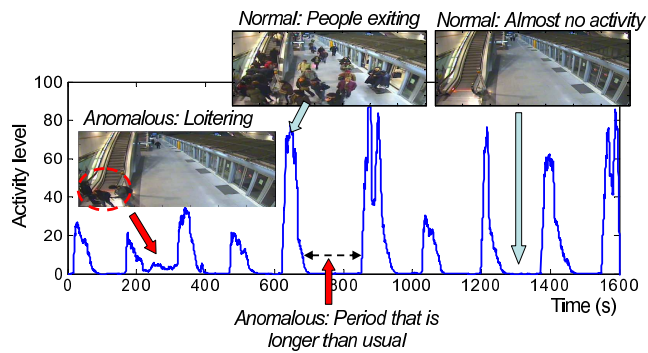 Normal: People exiting
Normal: Almost no activity
Anomalous: Loitering
Activity level
100
80
60
40
20
0
0
200
400
600
800
1000
1200
1400
1600
Time (s)
Anomalous: Period that is
longer than usual